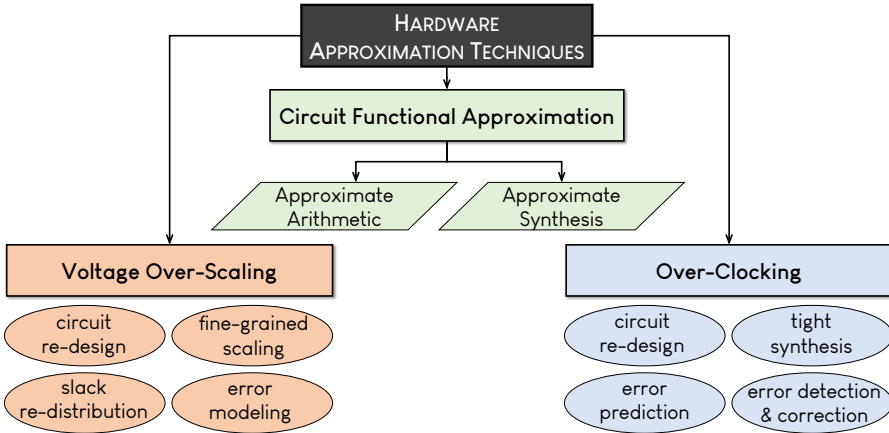 HARDWARE
APPROXIMATION TECHNIQUES
Circuit Functional Approximation
Approximate
Arithmetic
Approximate
Synthesis
Voltage Over-Scaling
circuit
re-design
fine-grained
scaling
slack
re-distribution
error
modeling
Over-Clocking
circuit
re-design
tight
synthesis
error
prediction
error detection
& correction